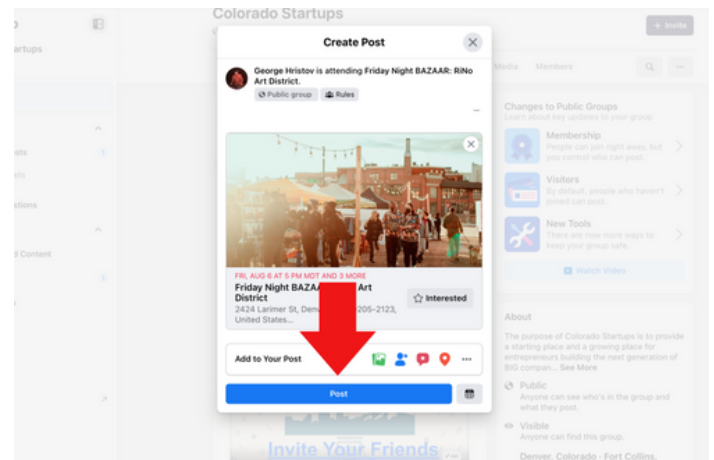 Colorado Startups
Invite
Create Post
artups
George Hristov is attending Friday Night BAZAAR: RiNo
Art District.
Public group
Rules
Media
Members
Changes to Public Groups
Learn about key updates to your group.
Membership
People can join right away, but
you control who can post.
Visitors
By default, people who haven't
joined can post.
New Tools
There are now more ways to
keep your group safe.
Watch Video
d Content
FRI, AUG 6 AT 5 PM MDT AND 3 MORE
Friday Night BAZA Art
District
2424 Larimer St, Den 205-2123,
United States...
Interested
Add to Your Post
Post
About
The purpose of Colorado Startups is to provide
a starting place and a growing place for
entrepreneurs building the next generation of
BIG compan... See More
Public
Anyone can see who's in the group and
what they post.
Visible
Anyone can find this group.
Denver, Colorado · Fort Collins,
Invite Your Friends